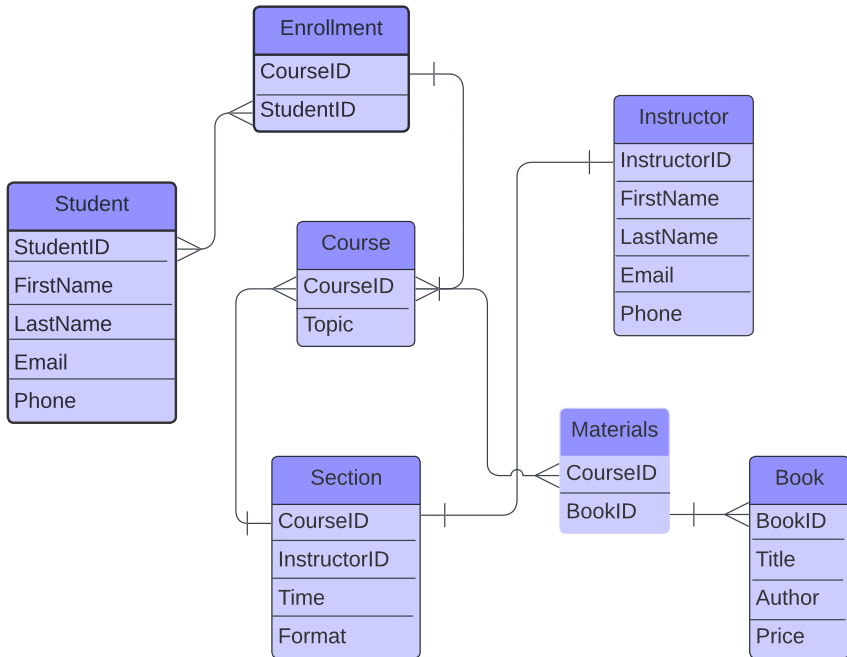 Enrollment
CourseID
StudentID
Student
StudentID
FirstName
LastName
Email
Phone
Course
CourseID
Topic
Instructor
InstructorID
FirstName
LastName
Email
Phone
Section
CourseID
InstructorID
Time
Format
Materials
CourseID
BookID
Book
BookID
Title
Author
Price